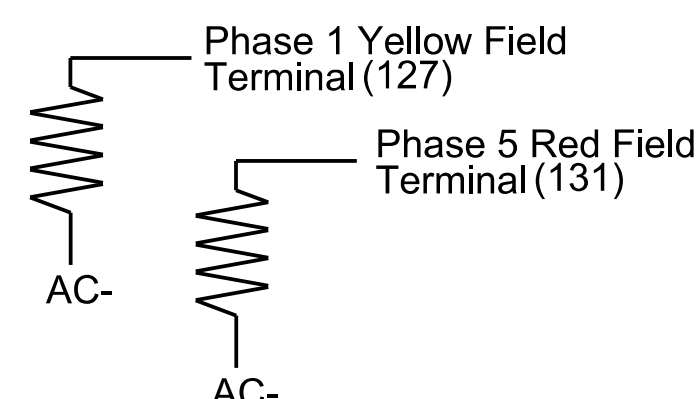 Phase 1 Yellow Field
Terminal (127)
Phase 5 Red Field
Terminal (131)
AC-
AC-